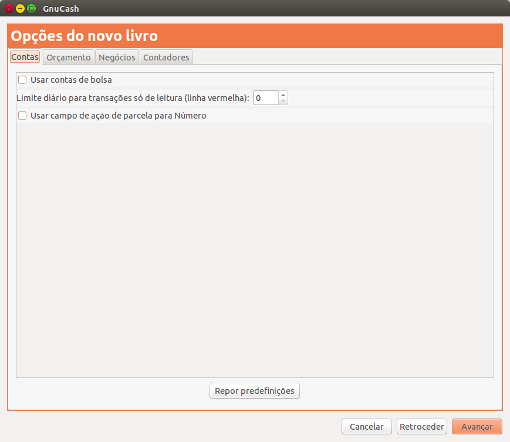 GnuCash
Opções do novo livro
Contas Orçamento Negócios Contadores
Usar contas de bolsa
Limite diário para transações só de leitura (linha vermelha): 0
Usar campo de ação de parcela para Número
Repor predefinições
Cancelar Retroceder Avançar